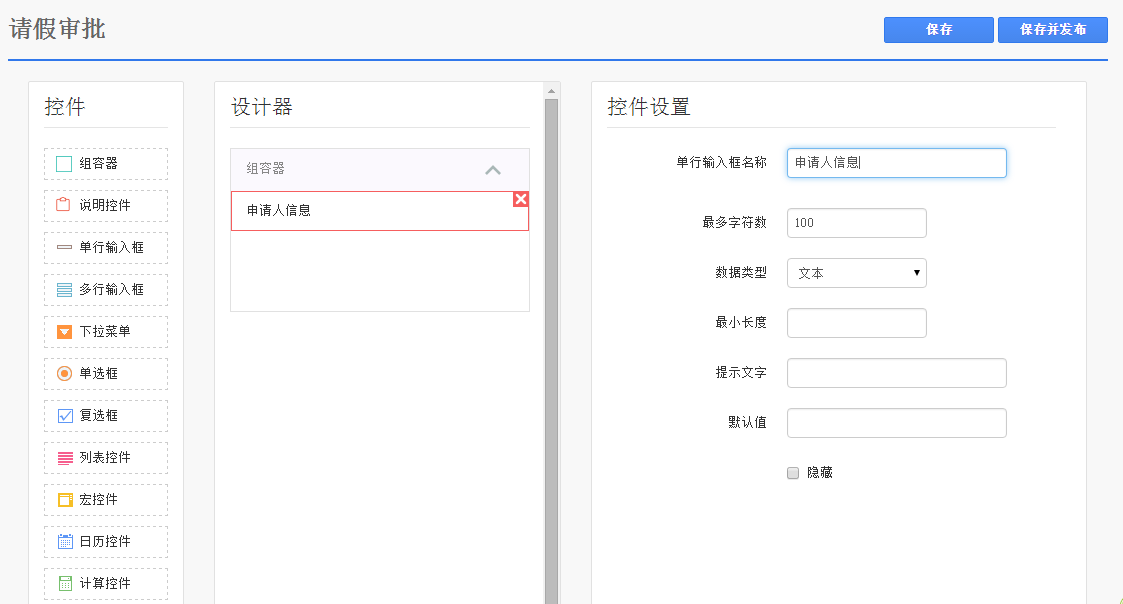 请假审批
保存
保存并发布
控件
组容器
说明控件
单行输入框
多行输入框
下拉菜单
单选框
复选框
列表控件
宏控件
日历控件
计算控件
设计器
组容器
申请人信息
控件设置
单行输入框名称
申请人信息
最多字符数
100
数据类型
文本
最小长度
提示文字
默认值
隐藏